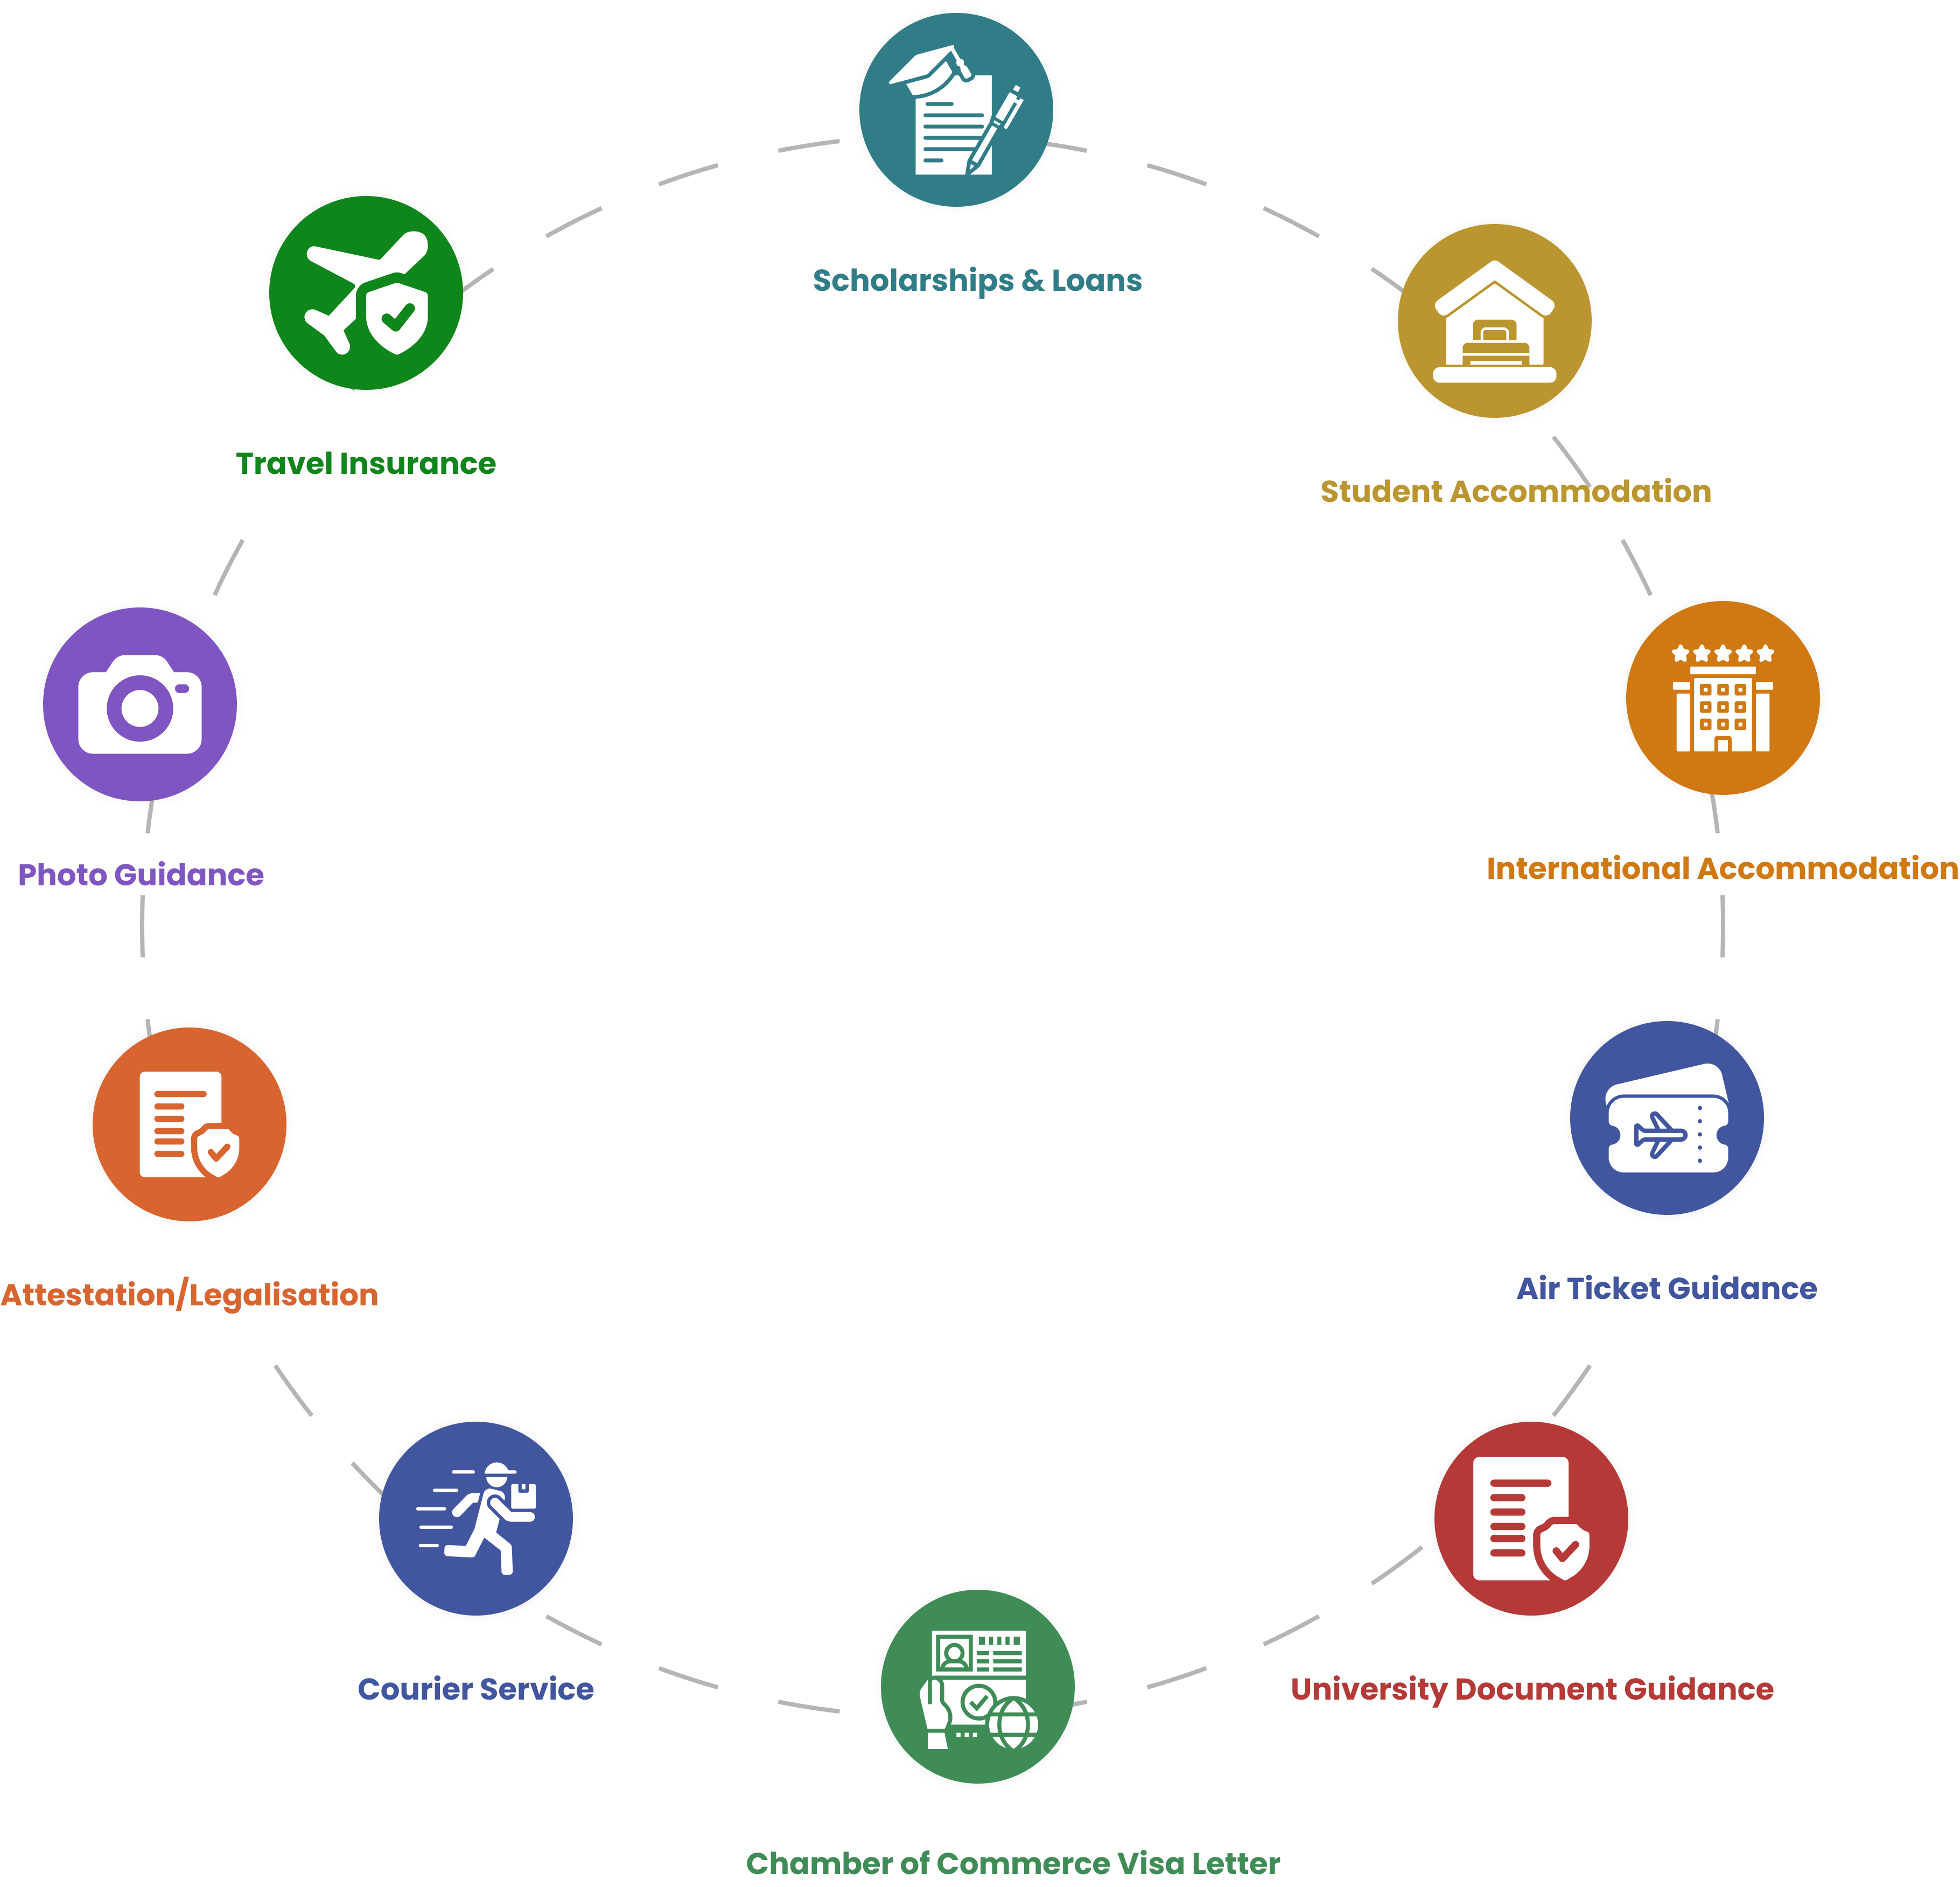 Scholarships & Loans
Travel Insurance
Student Accommodation
Photo Guidance
International Accommodation
Attestation/Legalisation
Air Ticket Guidance
Courier Service
University Document Guidance
Chamber of Commerce Visa Letter